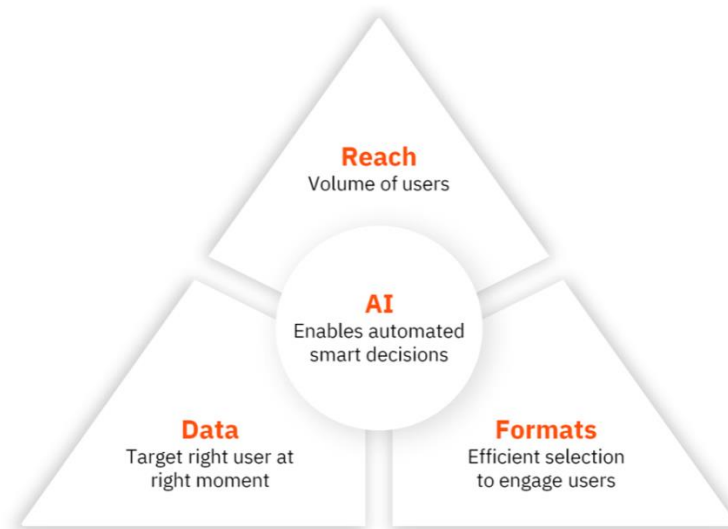 Reach
Volume of users
AI
Enables automated
smart decisions
Data
Target right user at
right moment
Formats
Efficient selection
to engage users